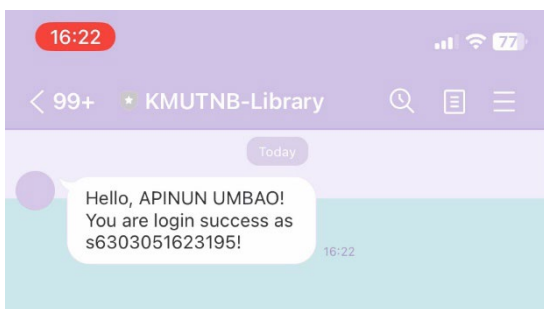 16:22
77
99+ KMUTNB-Library
Today
Hello, APINUN UMBAO!
You are login success as
s6303051623195!
16:22